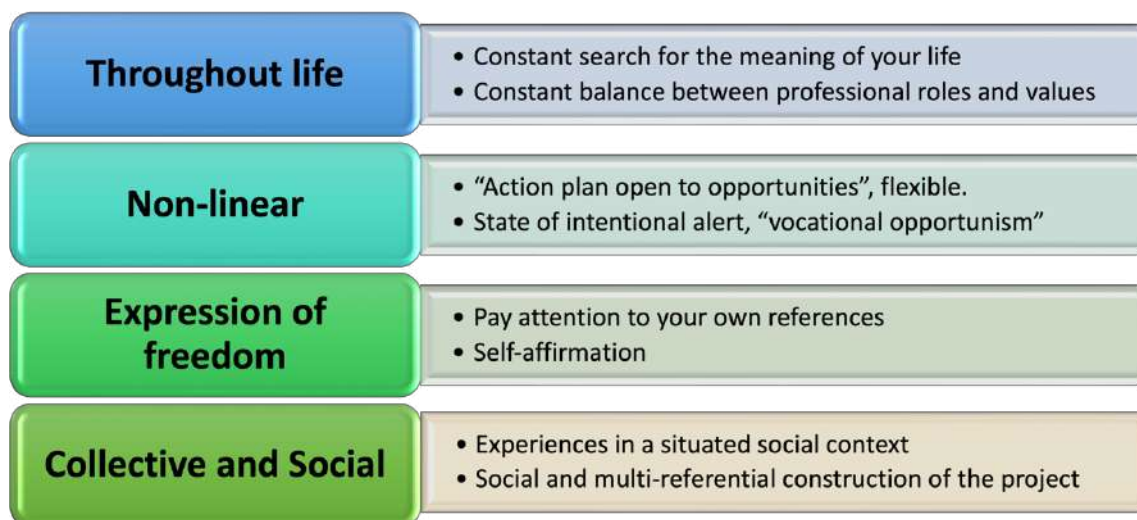 Throughout life
• Constant search for the meaning of your life
• Constant balance between professional roles and values
Non-linear
• “Action plan open to opportunities”, flexible.
• State of intentional alert, “vocational opportunism”
Expression of
freedom
• Pay attention to your own references
• Self-affirmation
Collective and Social
• Experiences in a situated social context
• Social and multi-referential construction of the project